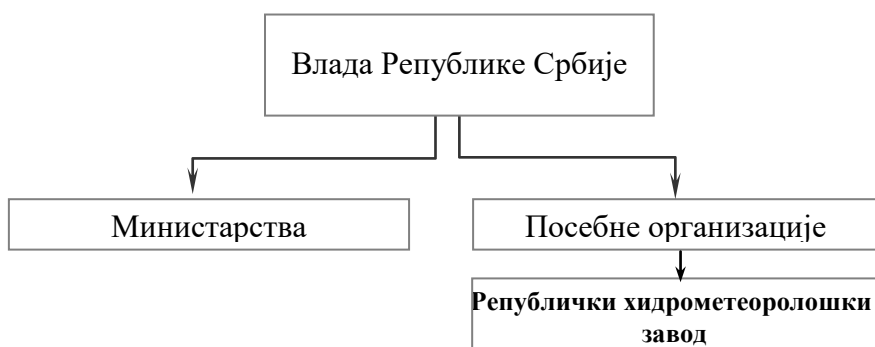 Влада Републике Србије
Министарства
Посебне организације
Републички хидрометеоролошки
завод